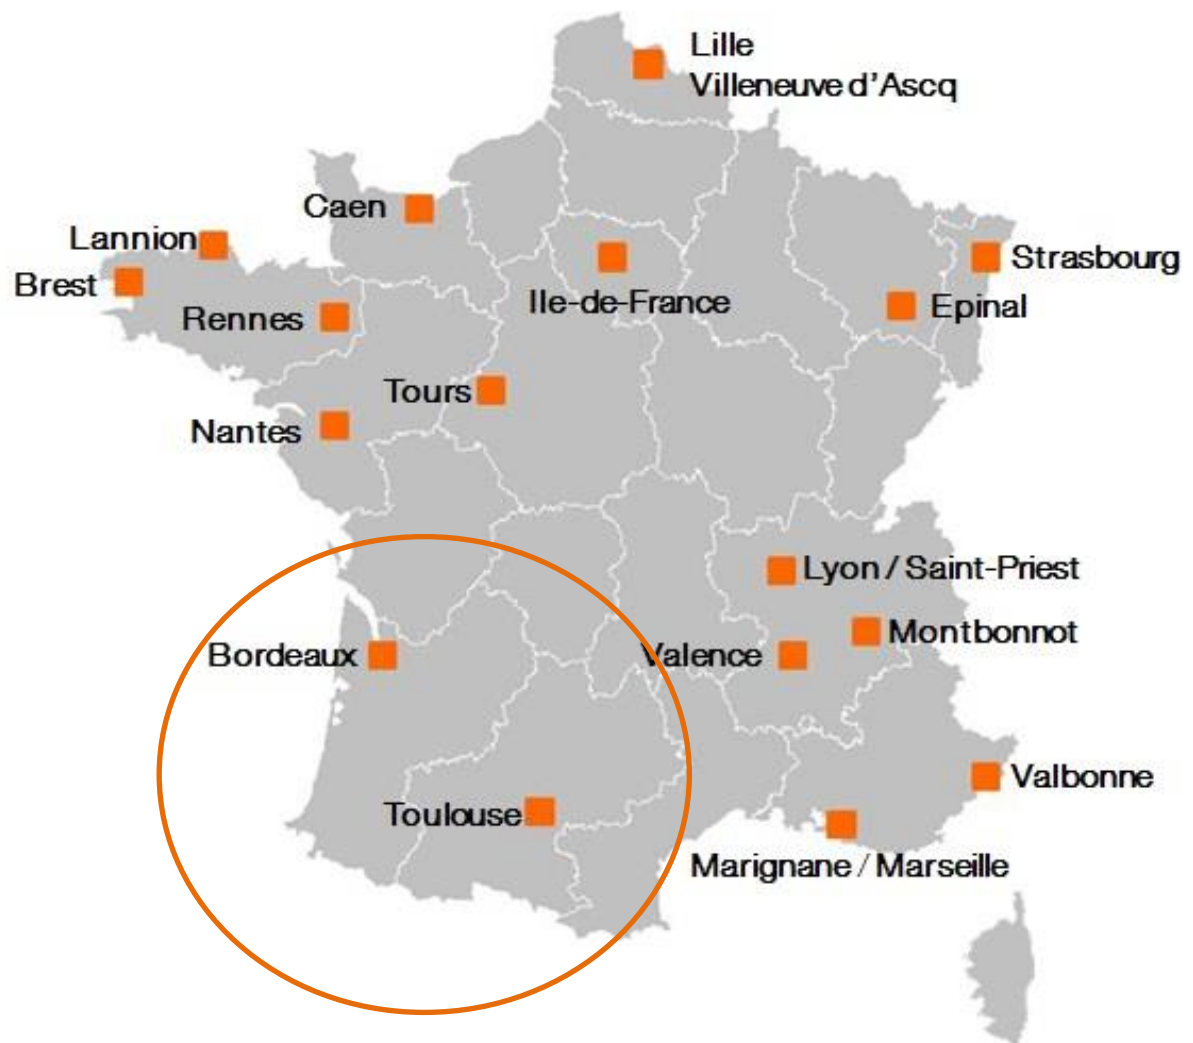 Lille
Villeneuve d'Ascq
Caen
Lannion
Strasbourg
Brest
Ile-de-France
Epinal
Rennes
Tours
Nantes
Lyon / Saint-Priest
Montbonnot
Bordeaux
Valence
Valbonne
Toulouse
Marignane / Marseille